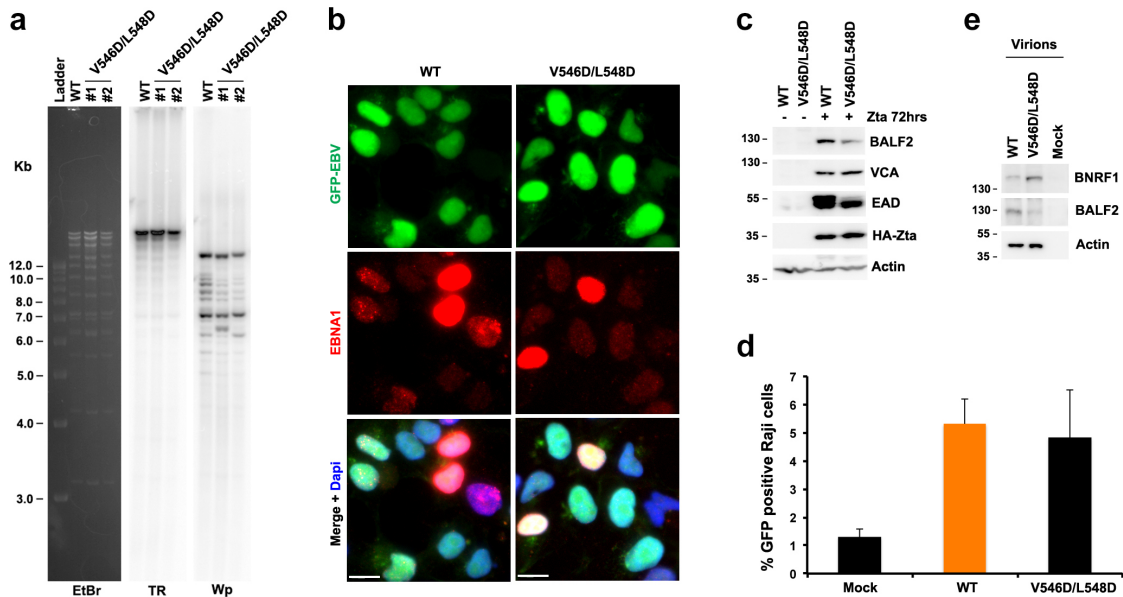 a
V546D/L548D
V546D/L548D
V546D/L548D
Ladder
WT
#1
#2
WT
#1
#2
WT
#1
#2
Kb
12.0
10.0
8.0
7.0
6.0
5.0
4.0
3.0
EtBr
TR
Wp
b
WT
V546D/L548D
GFP-EBV
EBNA1
Merge + Dapi
c
WT
V546D/L548D
WT
V546D/L548D
- - + + Zta 72hrs
130 BALF2
130
VCA
55 EAD
35 HA-Zta
Actin
35
e
Virions
WT
V546D/L548D
Mock
BNRF1
130
130 BALF2
55
Actin
35
d
% GFP positive Raji cells
7
6
5
4
3
2
1
0
Mock
WT
V546D/L548D